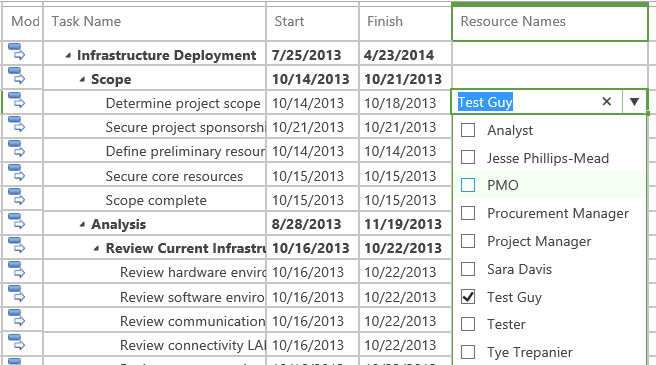 Mod Task Name Start Finish Resource Names
Infrastructure Deployment 7/25/2013 4/23/2014
Scope 10/14/2013 10/21/2013
Determine project scope 10/14/2013 10/18/2013 Test Guy
Secure project sponsorsh 10/21/2013 10/21/2013
Analyst
Define preliminary resour 10/14/2013 10/14/2013
Jesse Phillips-Mead
Secure core resources 10/15/2013 10/15/2013
PMO
Scope complete 10/15/2013 10/15/2013
Procurement Manager
Analysis 8/28/2013 11/19/2013
Project Manager
Review Current Infrastru 10/16/2013 10/22/2013
Review hardware enviro 10/16/2013 10/22/2013
Sara Davis
Review software enviro 10/16/2013 10/22/2013
Test Guy
Review communication 10/16/2013 10/22/2013
Tester
Review connectivity LAI 10/16/2013 10/22/2013
Tye Trepanier